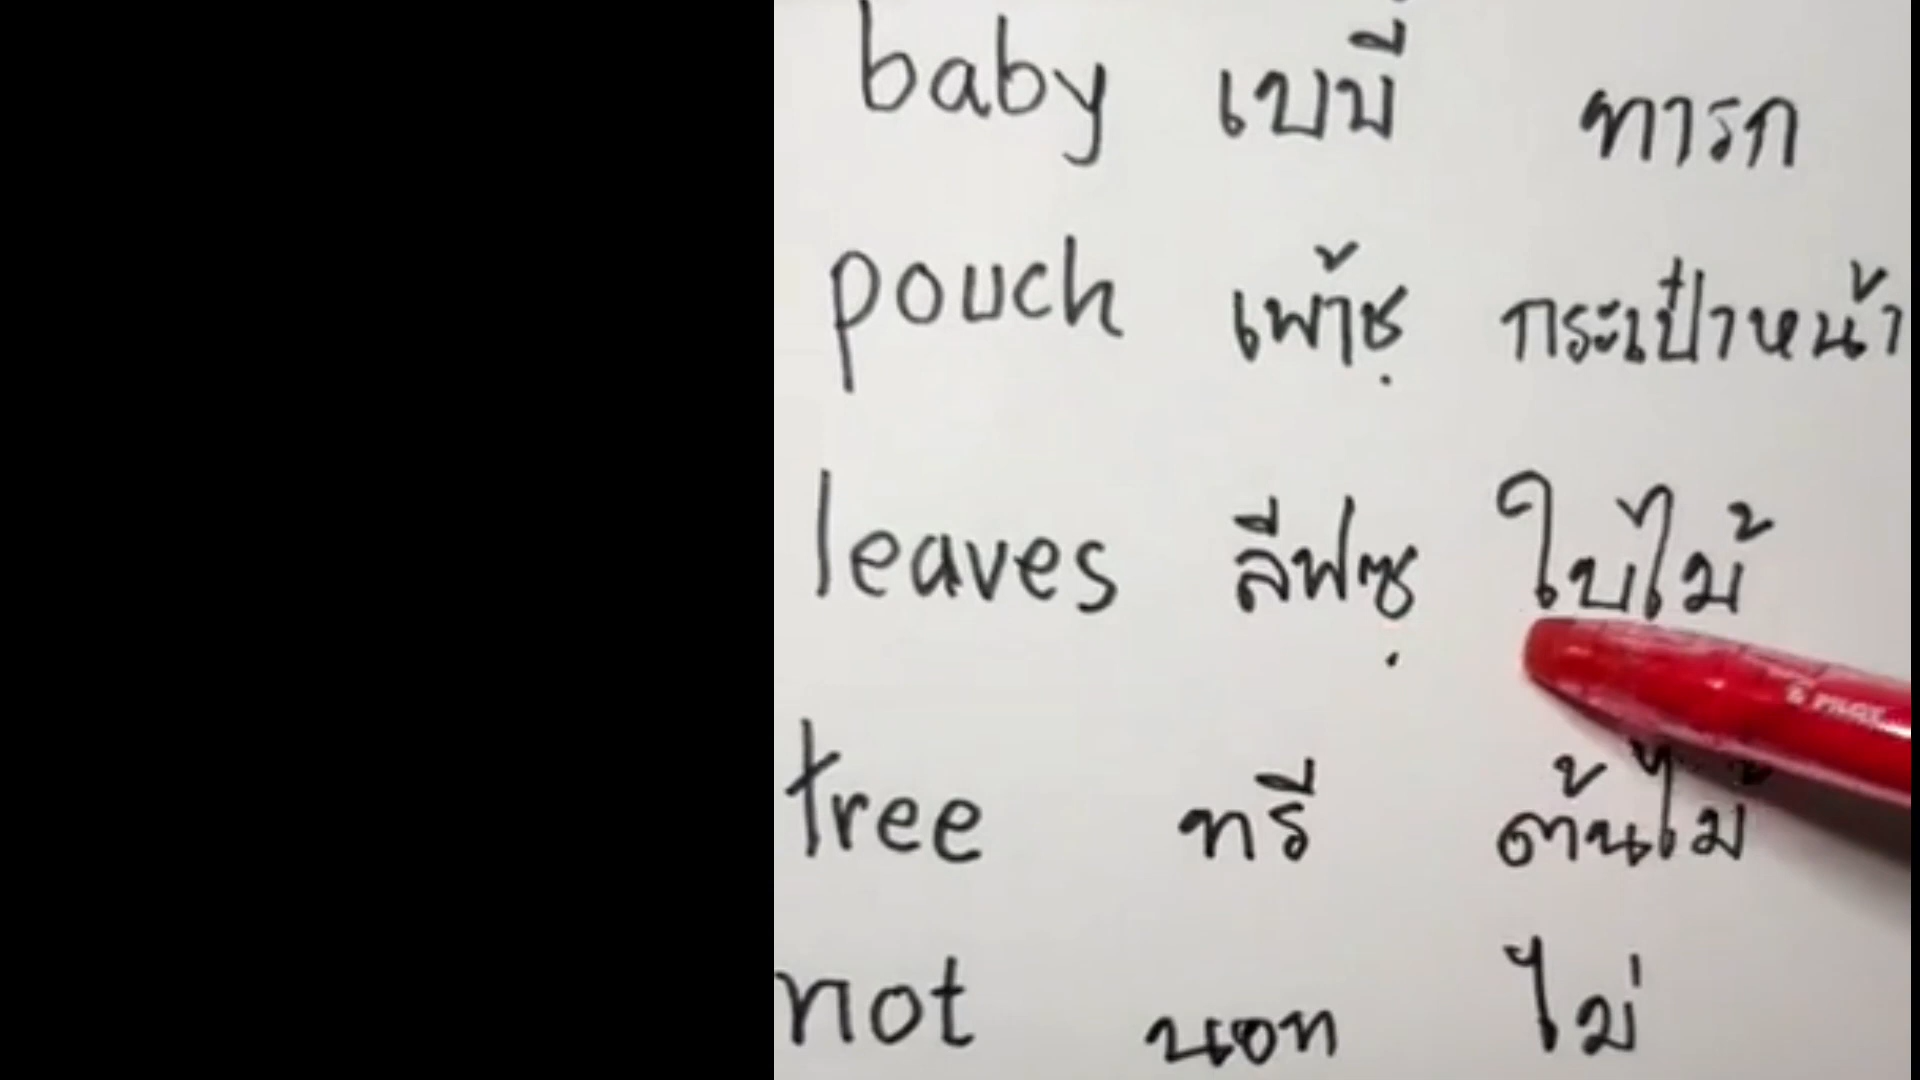 baby เบบี้ ทารก
pouch เพ้าชฺ กระเป๋าหน้า
leaves ลีฟซฺ ใบไม้
PILOT
tree ทรี ต้นไม้
not นอท ไม่